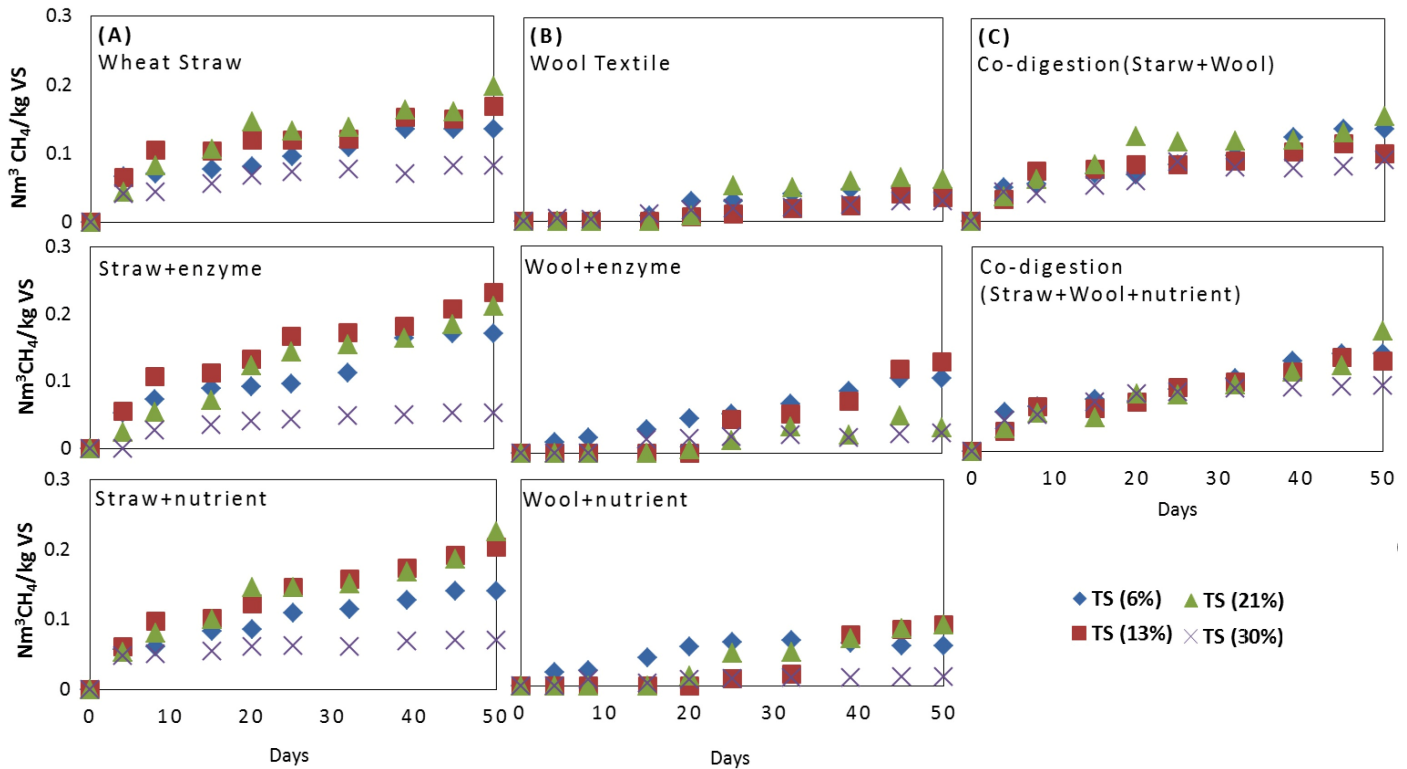 0.3
0.2
0.1
0
Nm³ CH₄/kg VS
(A)
Wheat Straw
(B)
Wool Textile
(C)
Co-digestion(Starw+Wool)
0.3
0.2
0.1
0
Nm³CH₄/kg VS
Straw+enzyme
Wool+enzyme
Co-digestion
(Straw+Wool+nutrient)
0 10 20 30 40 50
Days
0.3
0.2
0.1
0
Nm³CH₄/kg VS
Straw+nutrient
0 10 20 30 40 50
Days
Wool+nutrient
0 10 20 30 40 50
Days
TS (6%)
TS (21%)
TS (13%)
TS (30%)